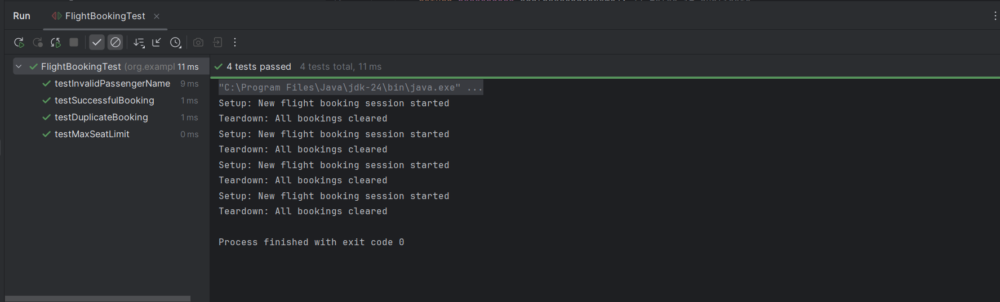 Run FlightBookingTest
FlightBookingTest (org.exampl 11 ms
testInvalidPassengerName 9 ms
testSuccessfulBooking 1 ms
testDuplicateBooking 1 ms
testMaxSeatLimit 0 ms
4 tests passed 4 tests total, 11 ms
"C:\Program Files\Java\jdk-24\bin\java.exe" ...
Setup: New flight booking session started
Teardown: All bookings cleared
Setup: New flight booking session started
Teardown: All bookings cleared
Setup: New flight booking session started
Teardown: All bookings cleared
Setup: New flight booking session started
Teardown: All bookings cleared
Process finished with exit code 0